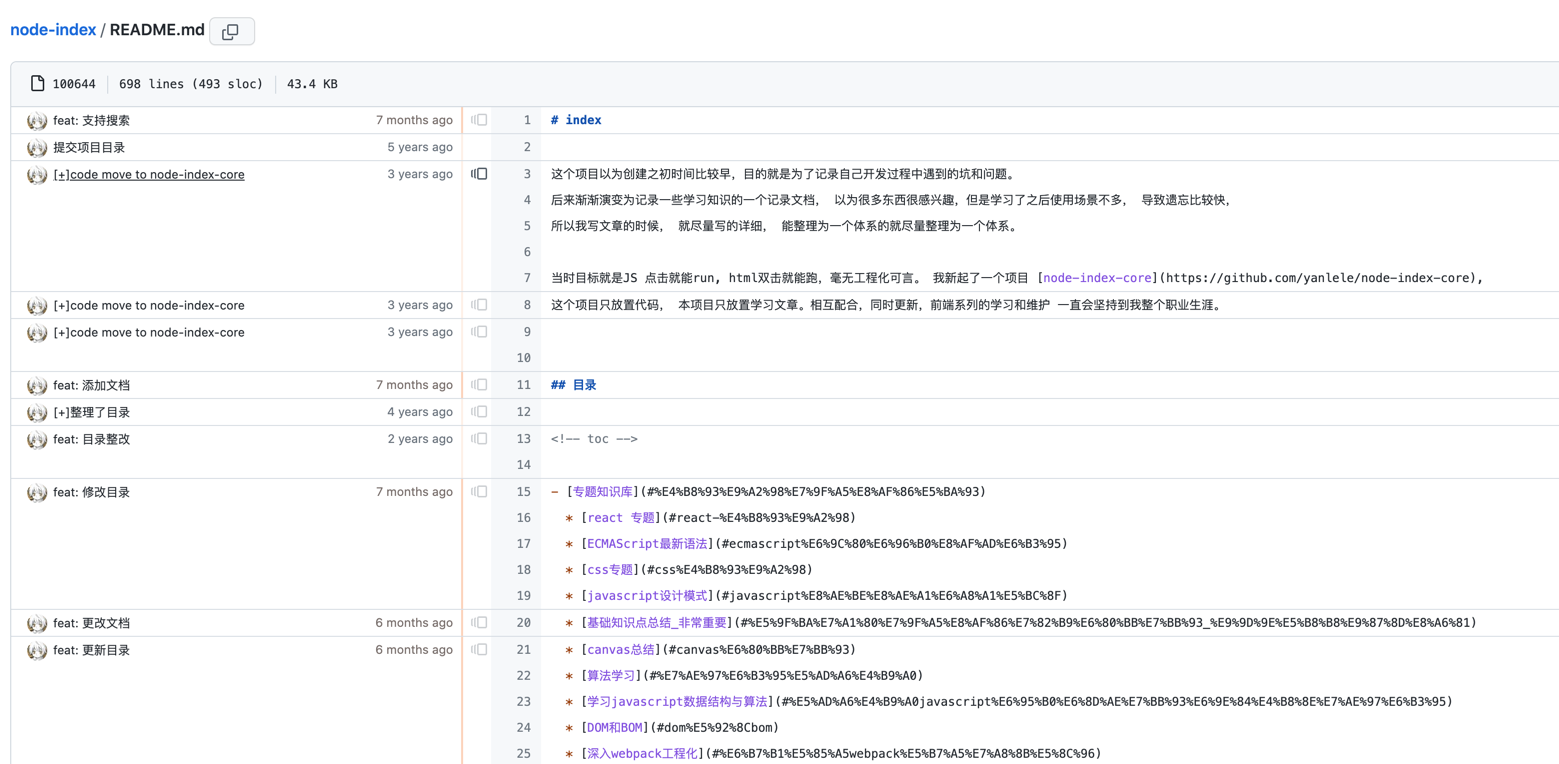 node-index / README.md
100644 698 lines (493 sloc) 43.4 KB
feat: 支持搜索 7 months ago 1 # index
提交项目目录 5 years ago 2
[+]code move to node-index-core 3 years ago 3 这个项目以为创建之初时间比较早，目的就是为了记录自己开发过程中遇到的坑和问题。
4 后来渐渐演变为记录一些学习知识的一个记录文档， 以为很多东西很感兴趣，但是学习了之后使用场景不多， 导致遗忘比较快，
5 所以我写文章的时候， 就尽量写的详细， 能整理为一个体系的就尽量整理为一个体系。
6
7 当时目标就是JS 点击就能run, html双击就能跑，毫无工程化可言。 我新起了一个项目 [node-index-core](https://github.com/yanlele/node-index-core),
[+]code move to node-index-core 3 years ago 8 这个项目只放置代码， 本项目只放置学习文章。相互配合，同时更新，前端系列的学习和维护 一直会坚持到我整个职业生涯。
[+]code move to node-index-core 3 years ago 9
10
feat: 添加文档 7 months ago 11 ## 目录
[+]整理了目录 4 years ago 12
feat: 目录整改 2 years ago 13 <!-- toc -->
14
feat: 修改目录 7 months ago 15 - [专题知识库](#%E4%B8%93%E9%A2%98%E7%9F%A5%E8%AF%86%E5%BA%93)
16 * [react 专题](#react-%E4%B8%93%E9%A2%98)
17 * [ECMAScript最新语法](#ecmascript%E6%9C%80%E6%96%B0%E8%AF%AD%E6%B3%95)
18 * [css专题](#css%E4%B8%93%E9%A2%98)
19 * [javascript设计模式](#javascript%E8%AE%BE%E8%AE%A1%E6%A8%A1%E5%BC%8F)
feat: 更改文档 6 months ago 20 * [基础知识点总结_非常重要](#%E5%9F%BA%E7%A1%80%E7%9F%A5%E8%AF%86%E7%82%B9%E6%80%BB%E7%BB%93_%E9%9D%9E%E5%B8%B8%E9%87%8D%E8%A6%81)
feat: 更新目录 6 months ago 21 * [canvas总结](#canvas%E6%80%BB%E7%BB%93)
22 * [算法学习](#%E7%AE%97%E6%B3%95%E5%AD%A6%E4%B9%A0)
23 * [学习javascript数据结构与算法](#%E5%AD%A6%E4%B9%A0javascript%E6%95%B0%E6%8D%AE%E7%BB%93%E6%9E%84%E4%B8%8E%E7%AE%97%E6%B3%95)
24 * [DOM和BOM](#dom%E5%92%8Cbom)
25 * [深入webpack工程化](#%E6%B7%B1%E5%85%A5webpack%E5%B7%A5%E7%A8%8B%E5%8C%96)